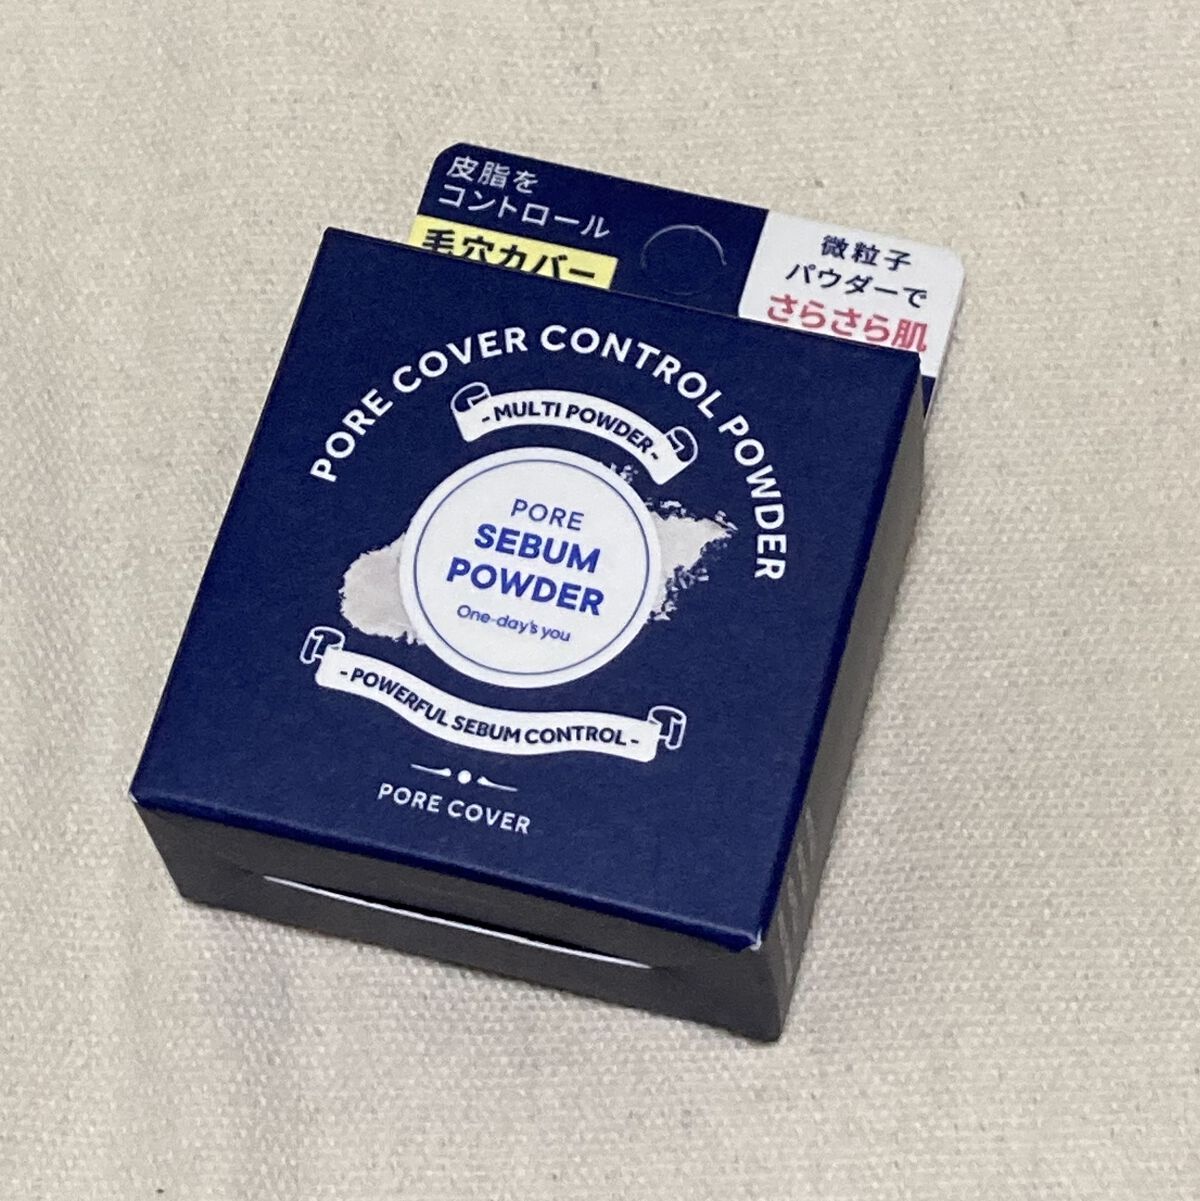 皮脂を
コントロール
毛穴カバー
微粒子
パウダーで
さらさら肌
PORE COVER CONTROL POWDER
- MULTI POWDER -
PORE
SEBUM
POWDER
One-day's you
- POWERFUL SEBUM CONTROL -
PORE COVER